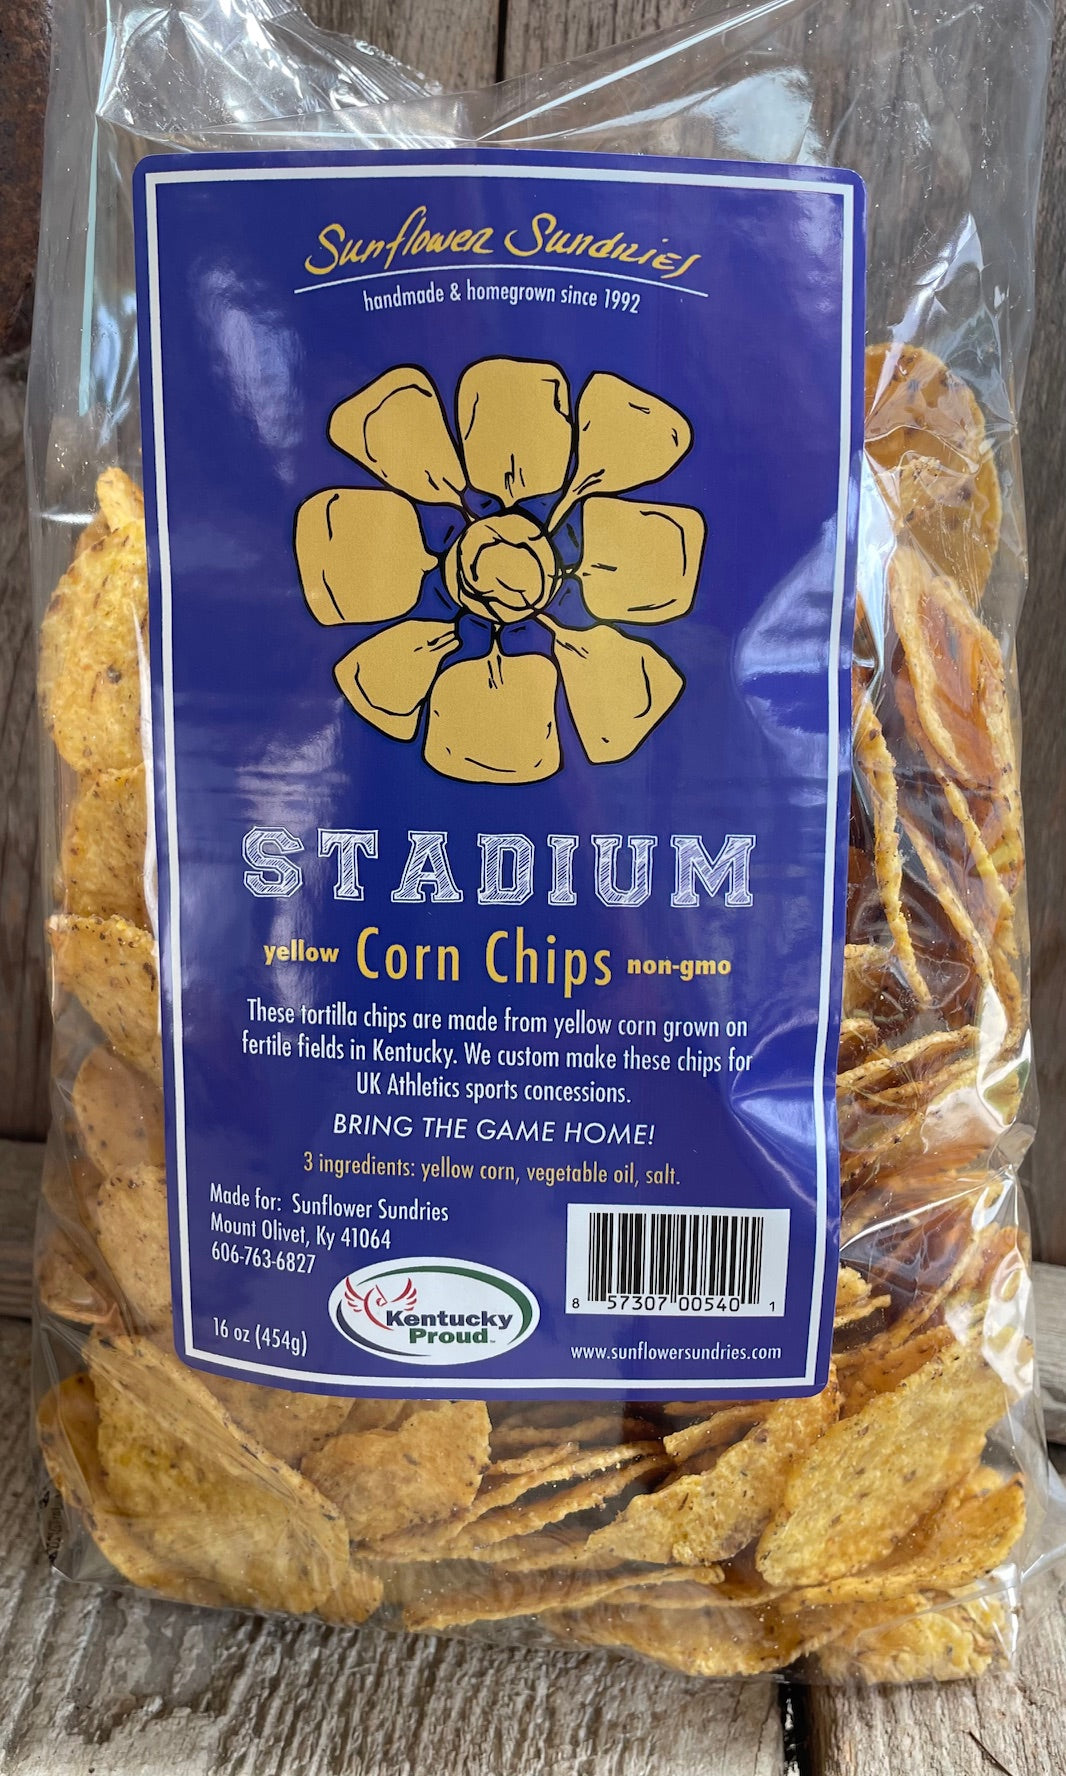 Sunflower Sundries
handmade & homegrown since 1992
STADIUM
yellow Corn Chips non-gmo
These tortilla chips are made from yellow corn grown on
fertile fields in Kentucky. We custom make these chips for
UK Athletics sports concessions.
BRING THE GAME HOME!
3 ingredients: yellow corn, vegetable oil, salt.
Made for: Sunflower Sundries
Mount Olivet, Ky 41064
606-763-6827
16 oz (454g)
Kentucky
Proud
8 57307 00540 1
www.sunflowersundries.com